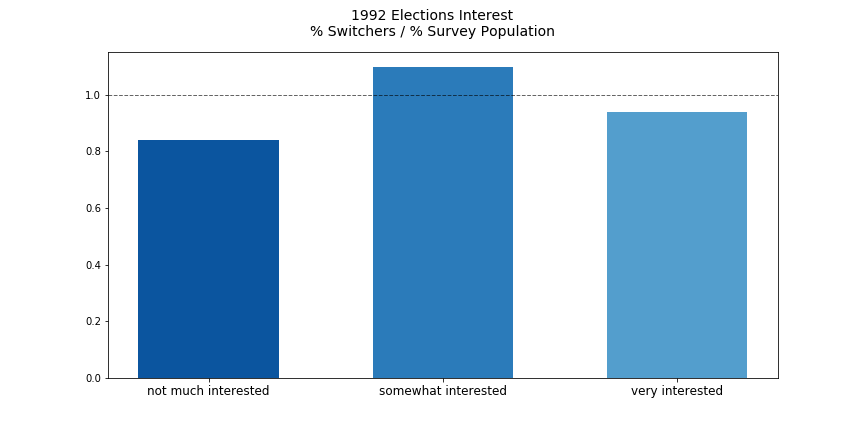 1992 Elections Interest
% Switchers / % Survey Population
1.0
0.8
0.6
0.4
0.2
0.0
not much interested
somewhat interested
very interested